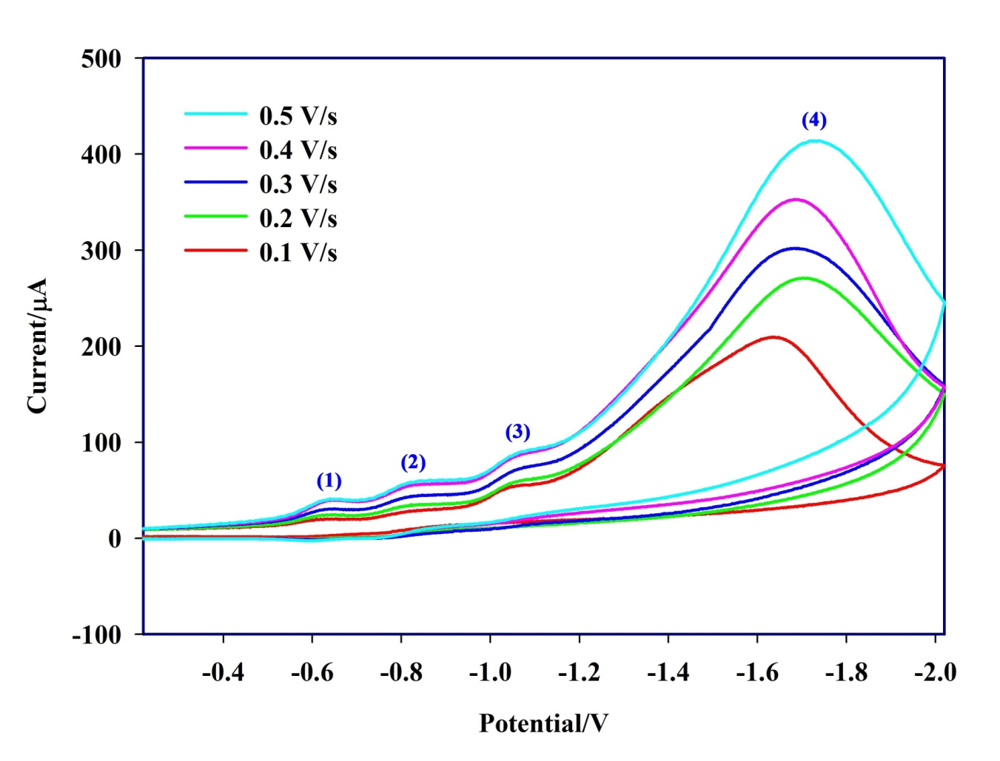 500
400
300
200
100
0
-100
Current/μA
0.5 V/s
0.4 V/s
0.3 V/s
0.2 V/s
0.1 V/s
(1)
(2)
(3)
(4)
-0.4 -0.6 -0.8 -1.0 -1.2 -1.4 -1.6 -1.8 -2.0
Potential/V